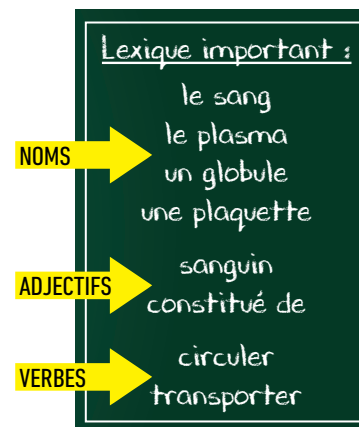 Lexique important :
le sang
le plasma
NOMS
un globule
une plaquette
sanguin
ADJECTIFS
constitué de
circuler
VERBES
transporter